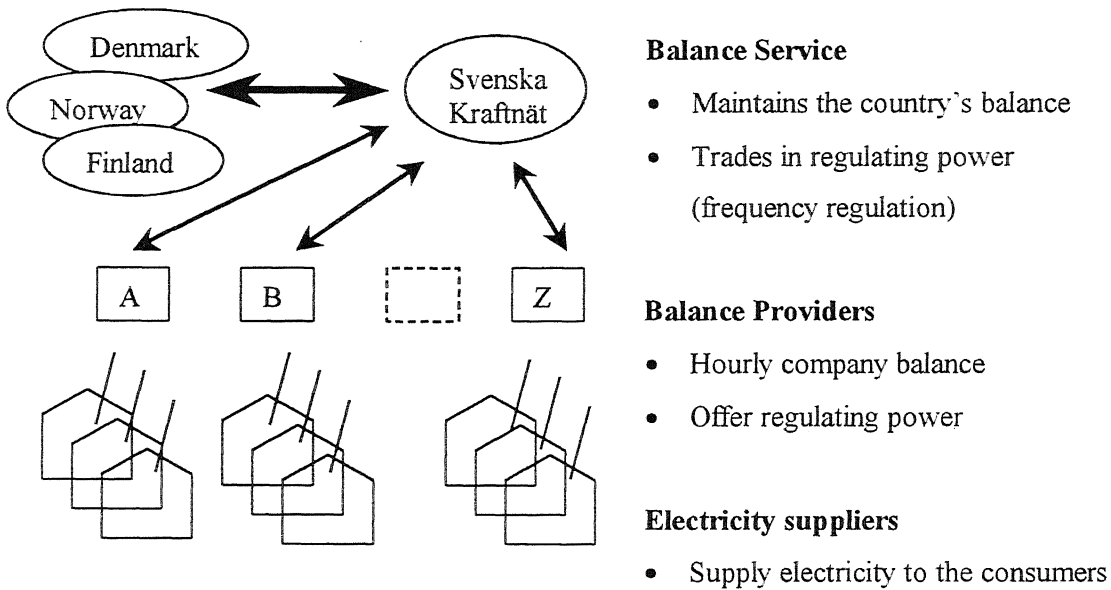 Denmark
Norway
Finland
Svenska
Kraftnät
A
B
Z
Balance Service
• Maintains the country`s balance
• Trades in regulating power
(frequency regulation)
Balance Providers
• Hourly company balance
• Offer regulating power
Electricity suppliers
• Supply electricity to the consumers